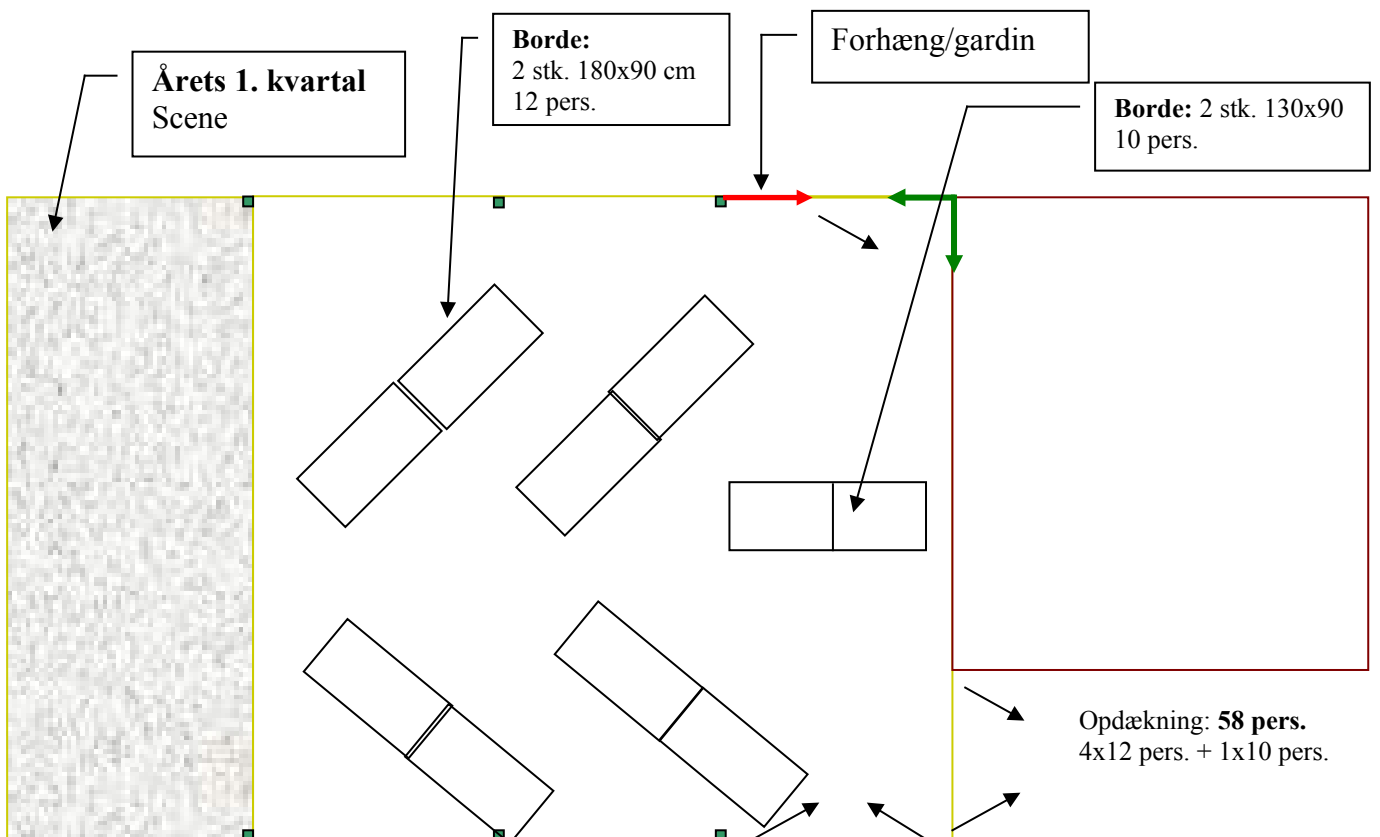 Årets 1. kvartal
Scene
Borde:
2 stk. 180x90 cm
12 pers.
Forhæng/gardin
Borde: 2 stk. 130x90
10 pers.
Opdækning: 58 pers.
4x12 pers. + 1x10 pers.